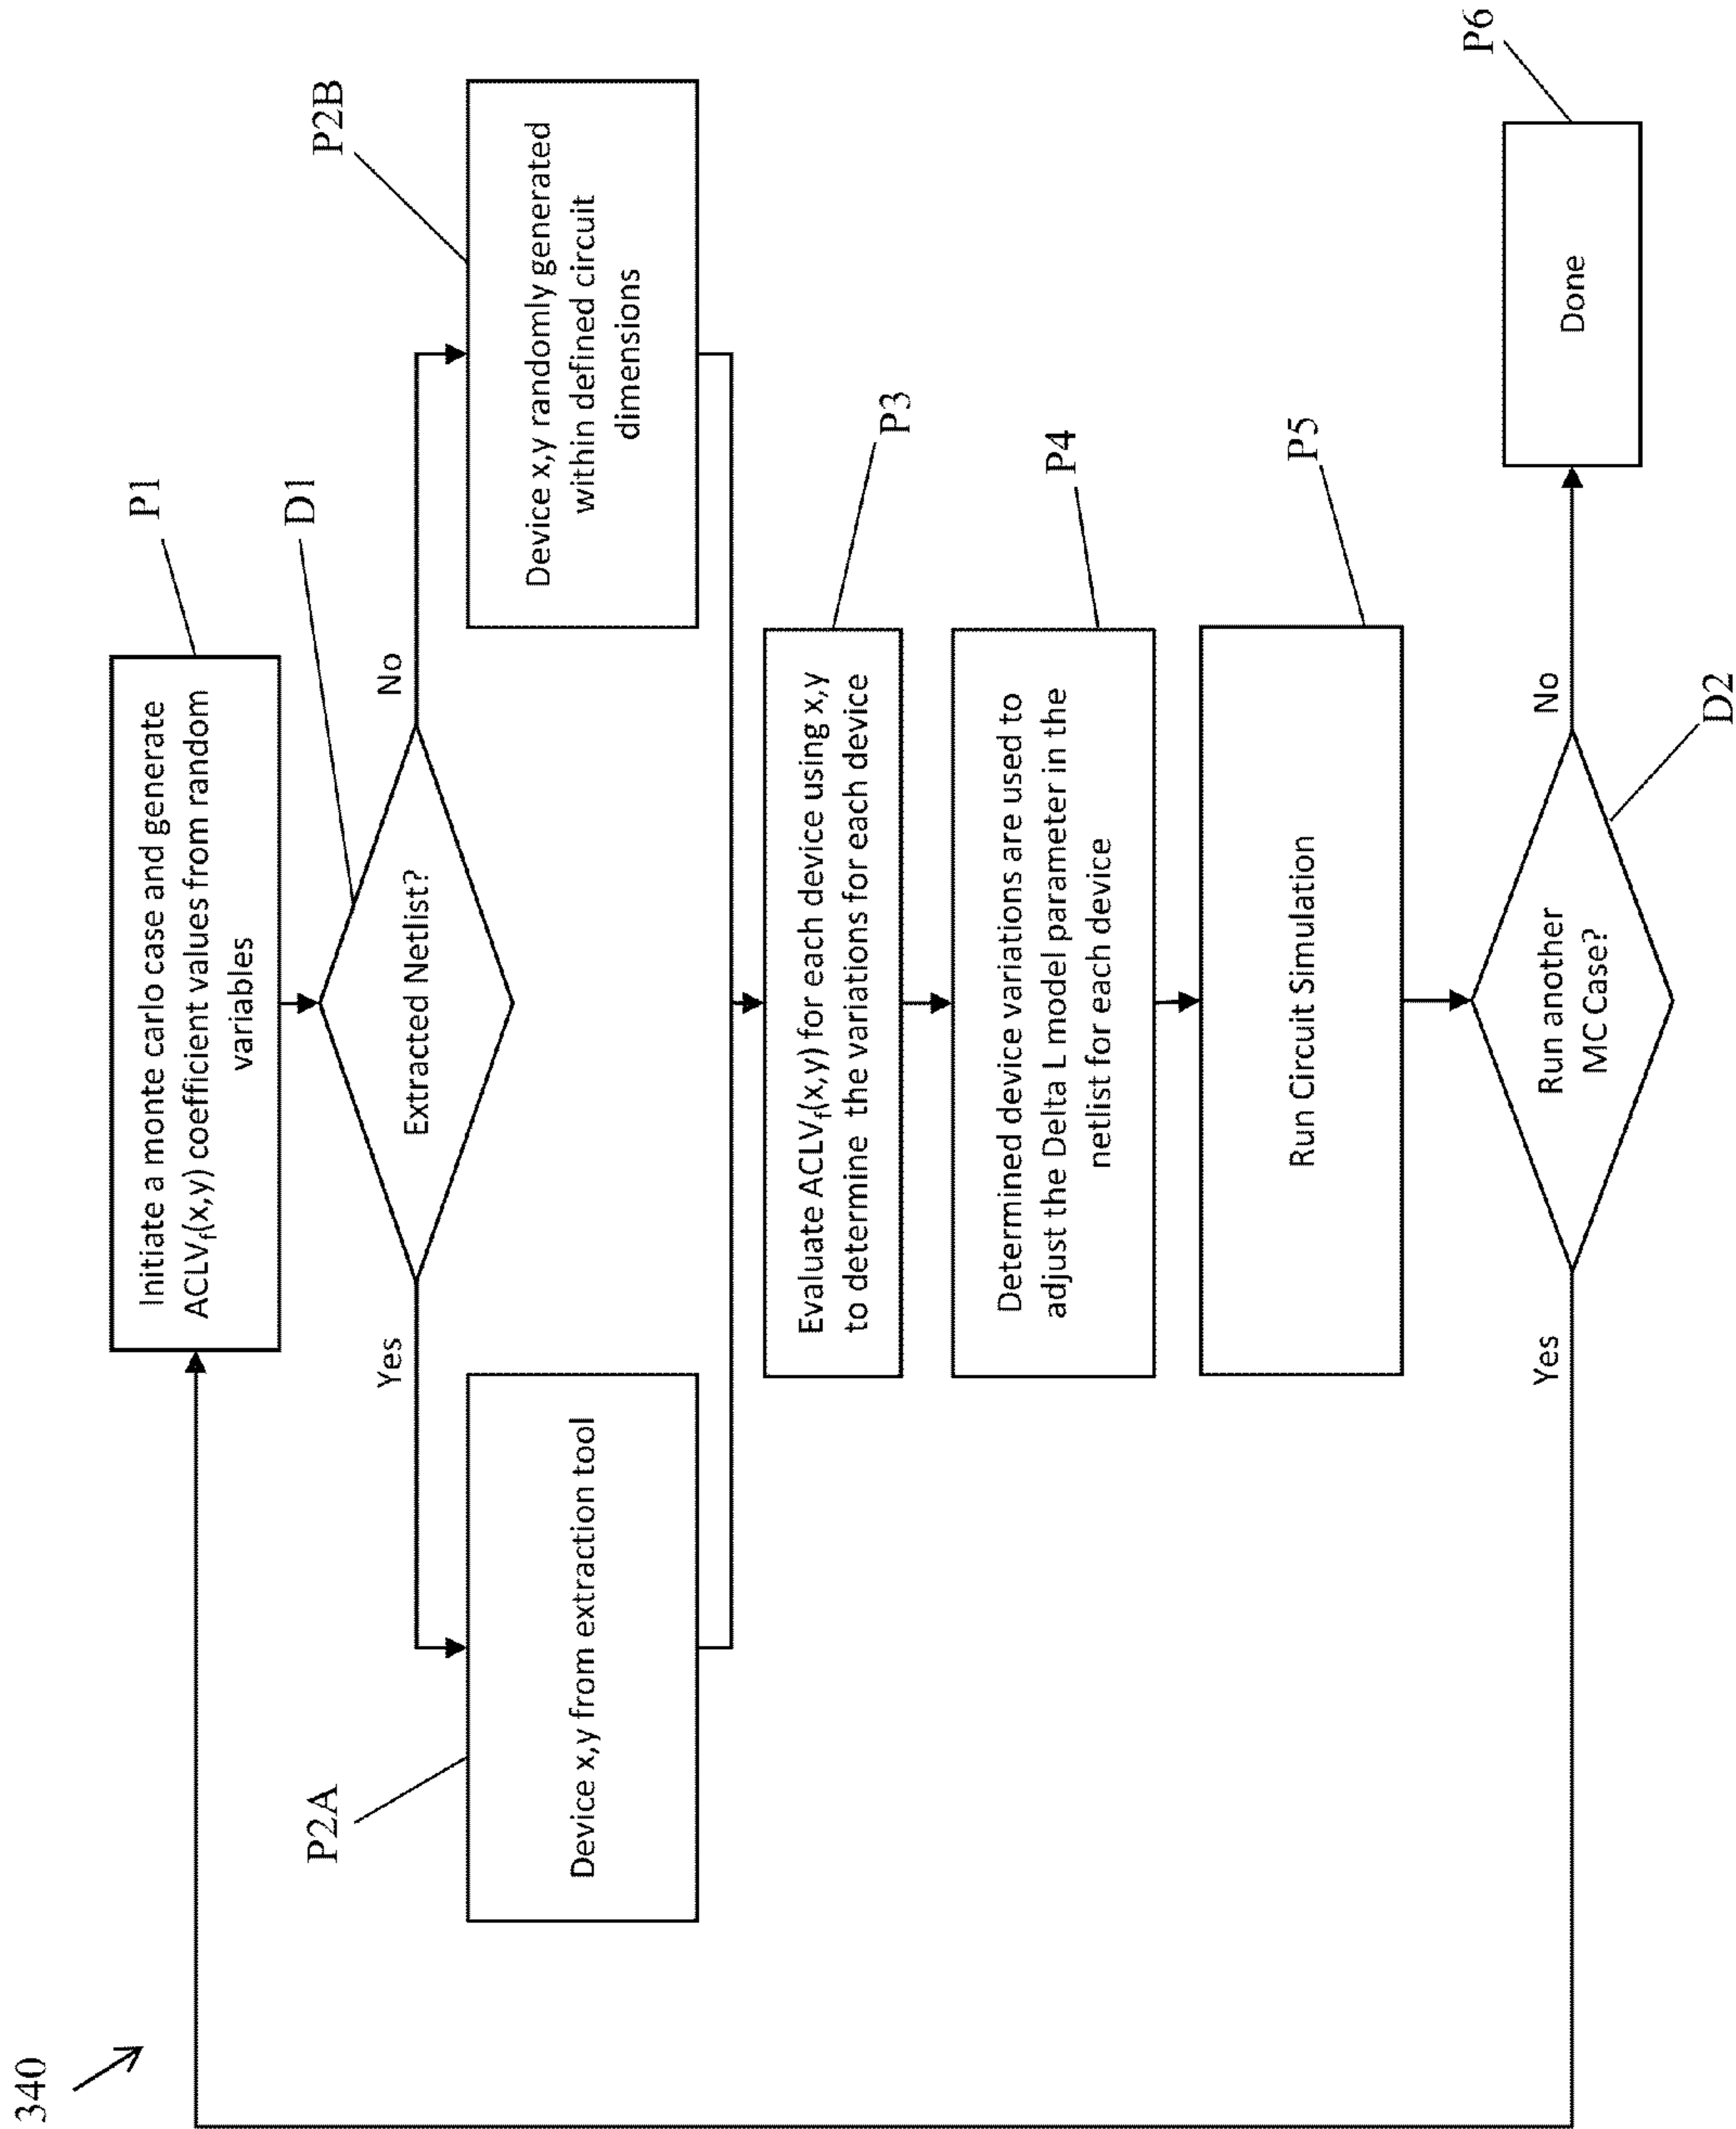 340
P1
Initiate a monte carlo case and generate
ACLVf(x,y) coefficient values from random
variables
D1
Extracted Netlist?
Yes
No
P2A
Device x,y from extraction tool
P2B
Device x,y randomly generated
within defined circuit
dimensions
P3
Evaluate ACLVf(x,y) for each device using x,y
to determine the variations for each device
P4
Determined device variations are used to
adjust the Delta L model parameter in the
netlist for each device
P5
Run Circuit Simulation
Run another
MC Case?
Yes
No
D2
Done
P6